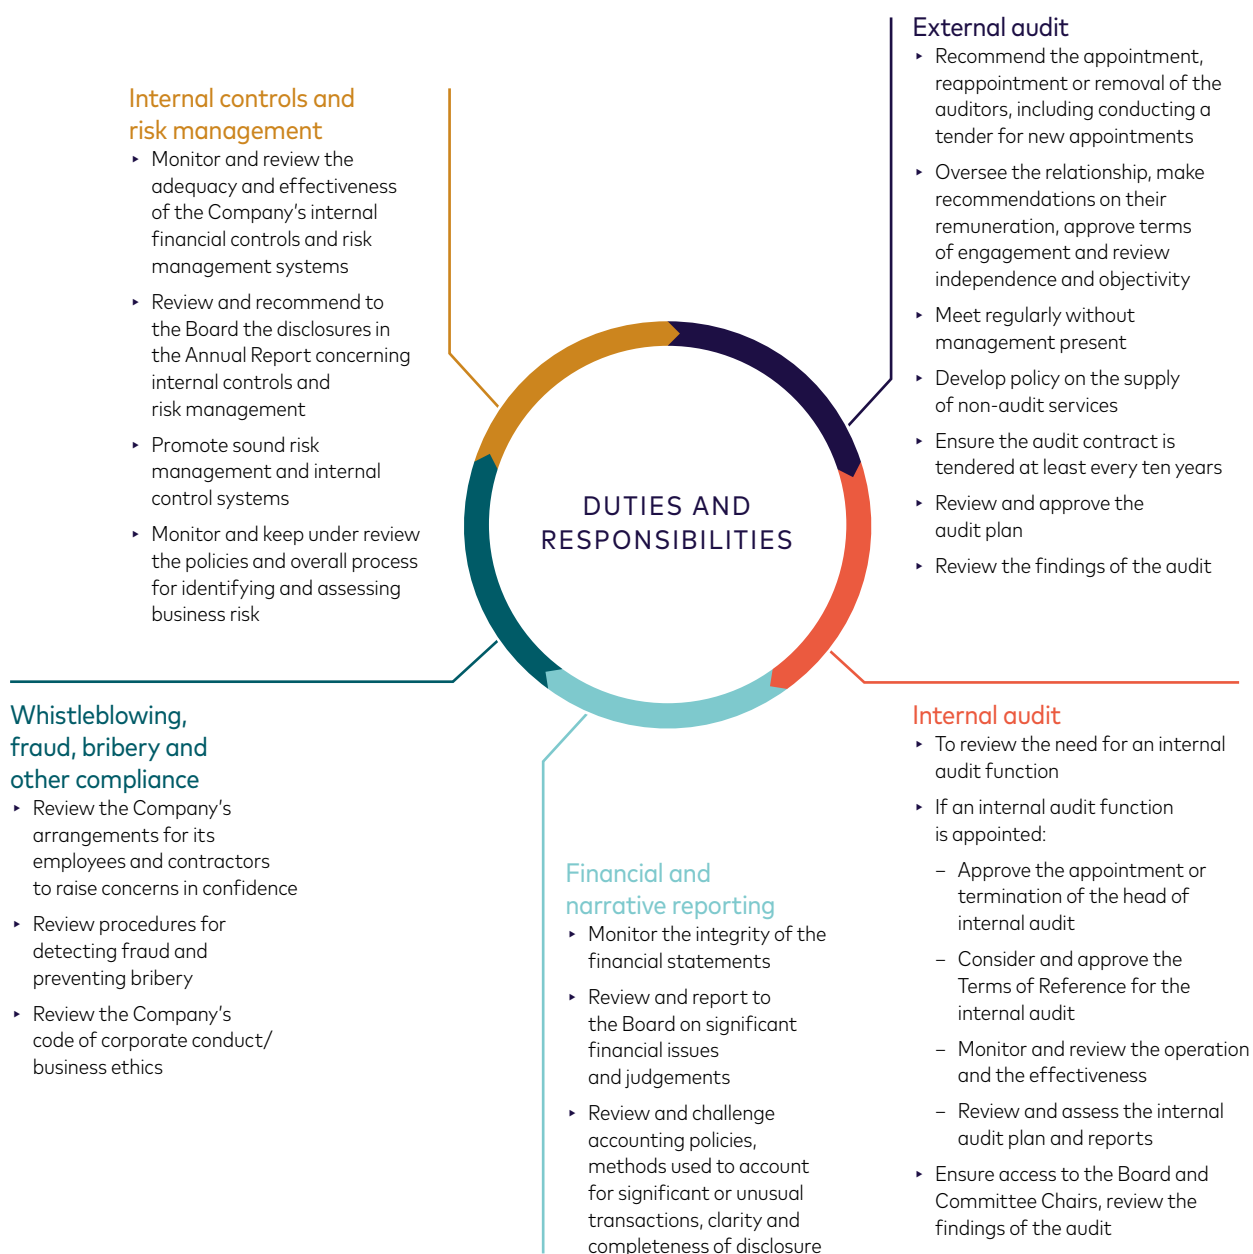 External audit
‣ Recommend the appointment,
reappointment or removal of the
auditors, including conducting a
tender for new appointments
‣ Oversee the relationship, make
recommendations on their
remuneration, approve terms
of engagement and review
independence and objectivity
‣ Meet regularly without
management present
‣ Develop policy on the supply
of non-audit services
‣ Ensure the audit contract is
tendered at least every ten years
‣ Review and approve the
audit plan
‣ Review the findings of the audit
Internal controls and
risk management
‣ Monitor and review the
adequacy and effectiveness
of the Company’s internal
financial controls and risk
management systems
‣ Review and recommend to
the Board the disclosures in
the Annual Report concerning
internal controls and
risk management
‣ Promote sound risk
management and internal
control systems
‣ Monitor and keep under review
the policies and overall process
for identifying and assessing
business risk
DUTIES AND
RESPONSIBILITIES
Whistleblowing,
fraud, bribery and
other compliance
‣ Review the Company’s
arrangements for its
employees and contractors
to raise concerns in confidence
‣ Review procedures for
detecting fraud and
preventing bribery
‣ Review the Company’s
code of corporate conduct/
business ethics
Financial and
narrative reporting
‣ Monitor the integrity of the
financial statements
‣ Review and report to
the Board on significant
financial issues
and judgements
‣ Review and challenge
accounting policies,
methods used to account
for significant or unusual
transactions, clarity and
completeness of disclosure
Internal audit
‣ To review the need for an internal
audit function
‣ If an internal audit function
is appointed:
– Approve the appointment or
termination of the head of
internal audit
– Consider and approve the
Terms of Reference for the
internal audit
– Monitor and review the operation
and the effectiveness
– Review and assess the internal
audit plan and reports
‣ Ensure access to the Board and
Committee Chairs, review the
findings of the audit